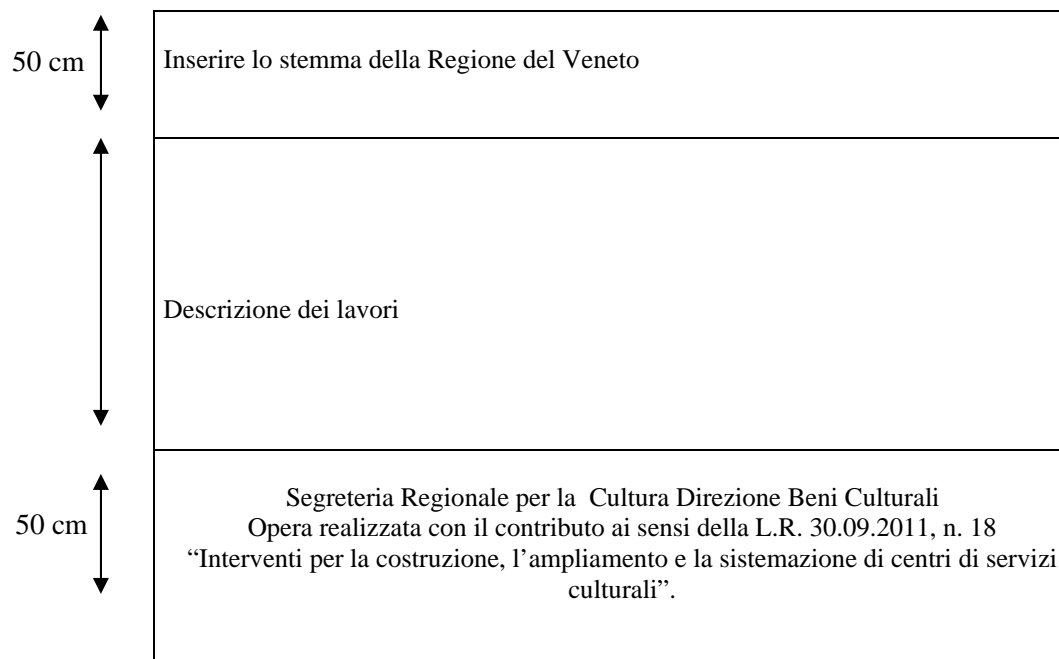 50 cm
Inserire lo stemma della Regione del Veneto
Descrizione dei lavori
50 cm
Segreteria Regionale per la  Cultura Direzione Beni Culturali
Opera realizzata con il contributo ai sensi della L.R. 30.09.2011, n. 18
“Interventi per la costruzione, l’ampliamento e la sistemazione di centri di servizi
culturali”.